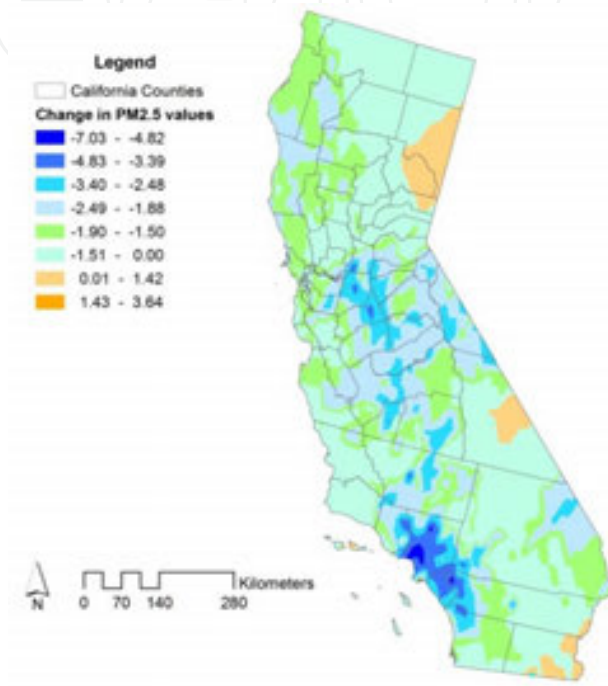 Legend
California Counties
Change in PM2.5 values
-7.03 - -4.82
-4.83 - -3.39
-3.40 - -2.48
-2.49 - -1.88
-1.90 - -1.50
-1.51 - 0.00
0.01 - 1.42
1.43 - 3.64
N
Kilometers
0 70 140 280